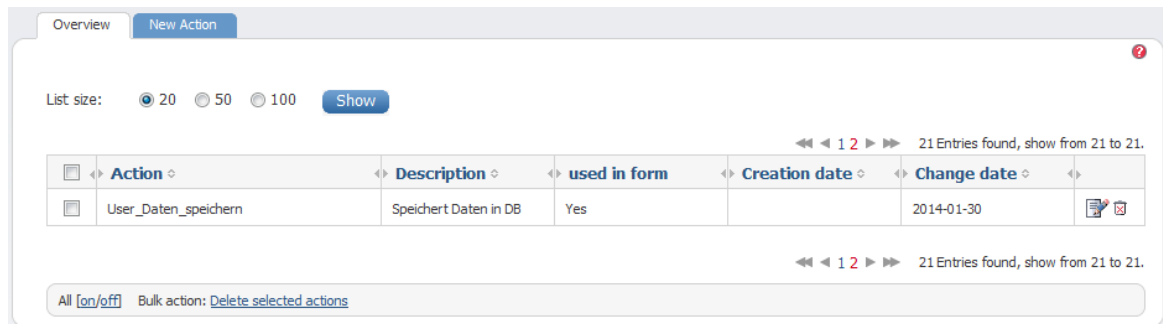 Overview New Action
List size: 20 50 100 Show
1 2 21 Entries found, show from 21 to 21.
Action Description used in form Creation date Change date
User_Daten_speichern Speichert Daten in DB Yes 2014-01-30
1 2 21 Entries found, show from 21 to 21.
All [on/off] Bulk action: Delete selected actions